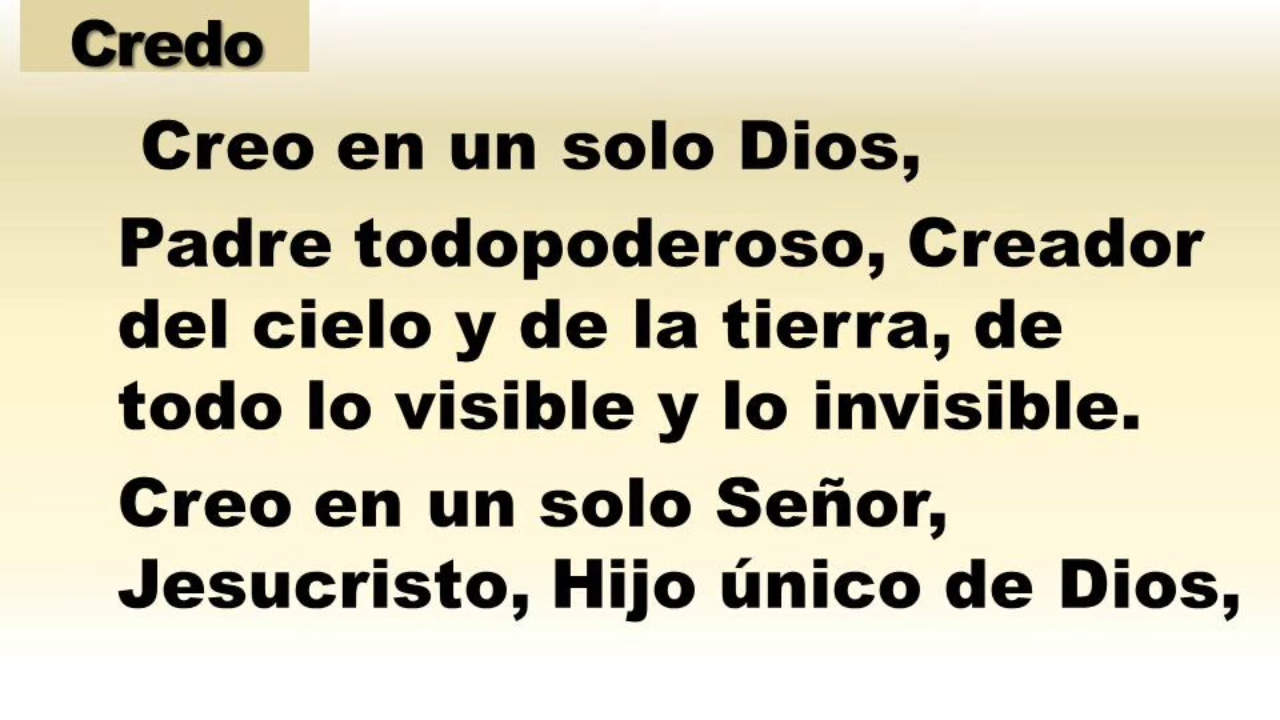 Credo
Creo en un solo Dios,
Padre todopoderoso, Creador
del cielo y de la tierra, de
todo lo visible y lo invisible.
Creo en un solo Señor,
Jesucristo, Hijo único de Dios,